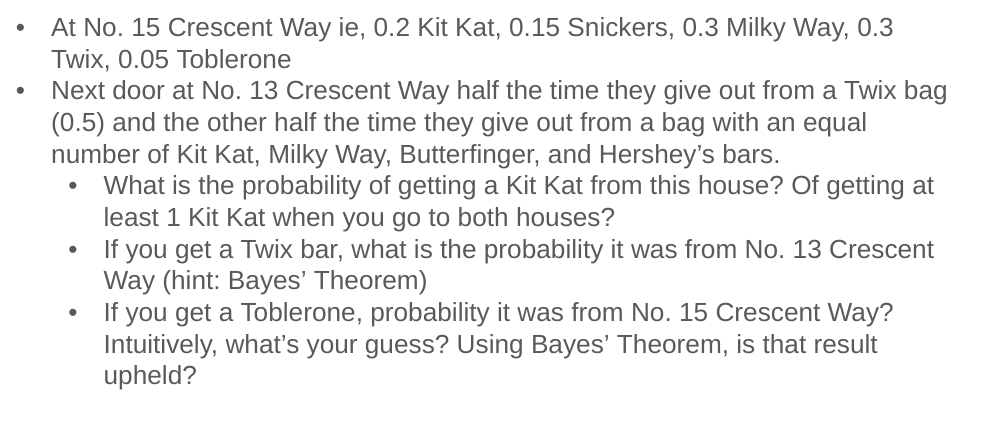 • At No. 15 Crescent Way ie, 0.2 Kit Kat, 0.15 Snickers, 0.3 Milky Way, 0.3
Twix, 0.05 Toblerone
• Next door at No. 13 Crescent Way half the time they give out from a Twix bag
(0.5) and the other half the time they give out from a bag with an equal
number of Kit Kat, Milky Way, Butterfinger, and Hershey’s bars.
• What is the probability of getting a Kit Kat from this house? Of getting at
least 1 Kit Kat when you go to both houses?
• If you get a Twix bar, what is the probability it was from No. 13 Crescent
Way (hint: Bayes’ Theorem)
• If you get a Toblerone, probability it was from No. 15 Crescent Way?
Intuitively, what’s your guess? Using Bayes’ Theorem, is that result
upheld?